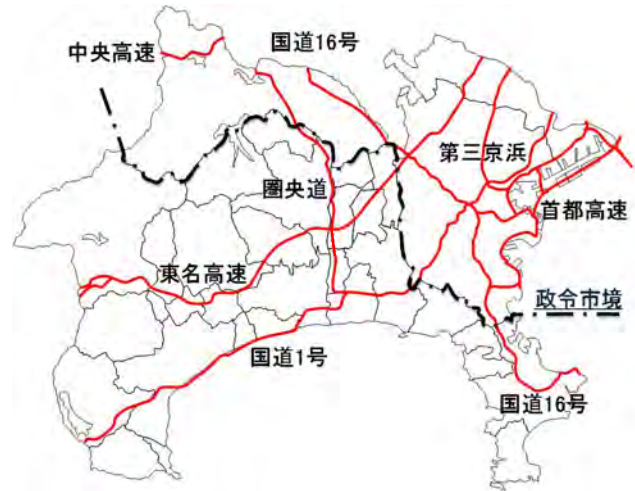 国道16号
中央高速
第三京浜
圏央道
首都高速
東名高速
政令市境
国道1号
国道16号